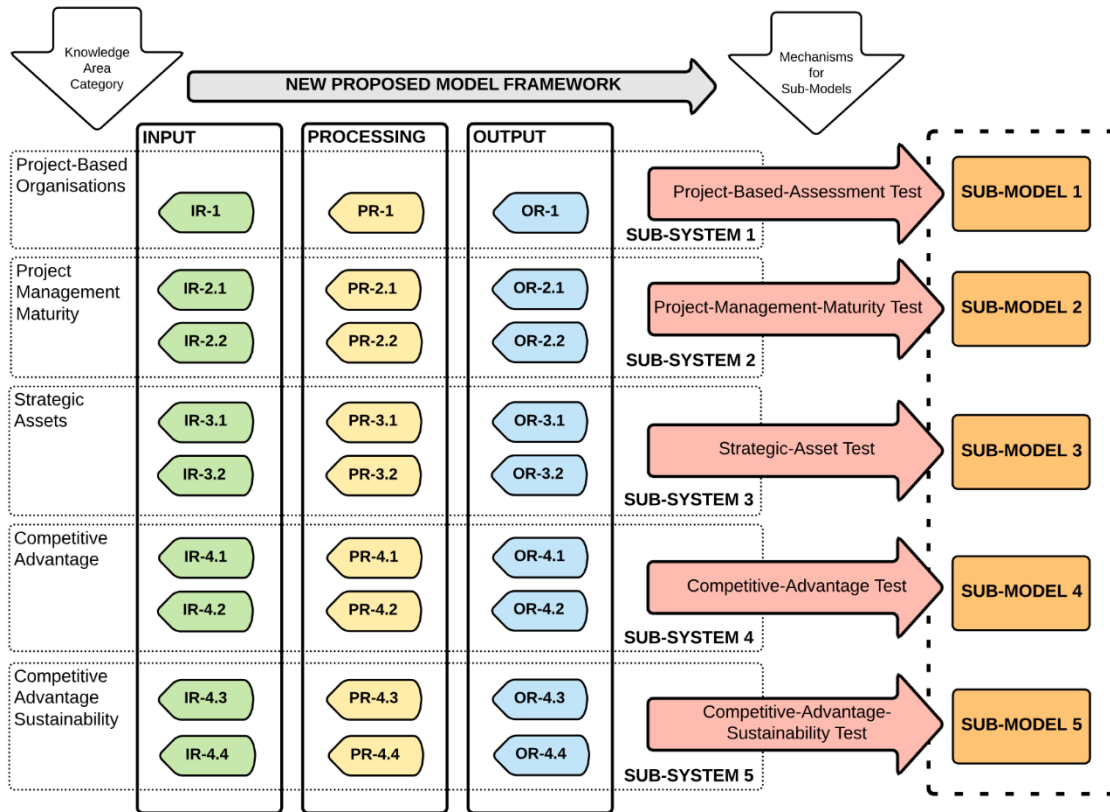 Knowledge
Area
Category
NEW PROPOSED MODEL FRAMEWORK
Mechanisms
for
Sub-Models
INPUT
PROCESSING
OUTPUT
Project-Based
Organisations
IR-1
PR-1
OR-1
SUB-SYSTEM 1
Project-Based-Assessment Test
SUB-MODEL 1
Project
Management
Maturity
IR-2.1
PR-2.1
OR-2.1
IR-2.2
PR-2.2
OR-2.2
SUB-SYSTEM 2
Project-Management-Maturity Test
SUB-MODEL 2
Strategic
Assets
IR-3.1
PR-3.1
OR-3.1
IR-3.2
PR-3.2
OR-3.2
SUB-SYSTEM 3
Strategic-Asset Test
SUB-MODEL 3
Competitive
Advantage
IR-4.1
PR-4.1
OR-4.1
IR-4.2
PR-4.2
OR-4.2
SUB-SYSTEM 4
Competitive-Advantage Test
SUB-MODEL 4
Competitive
Advantage
Sustainability
IR-4.3
PR-4.3
OR-4.3
IR-4.4
PR-4.4
OR-4.4
SUB-SYSTEM 5
Competitive-Advantage-
Sustainability Test
SUB-MODEL 5